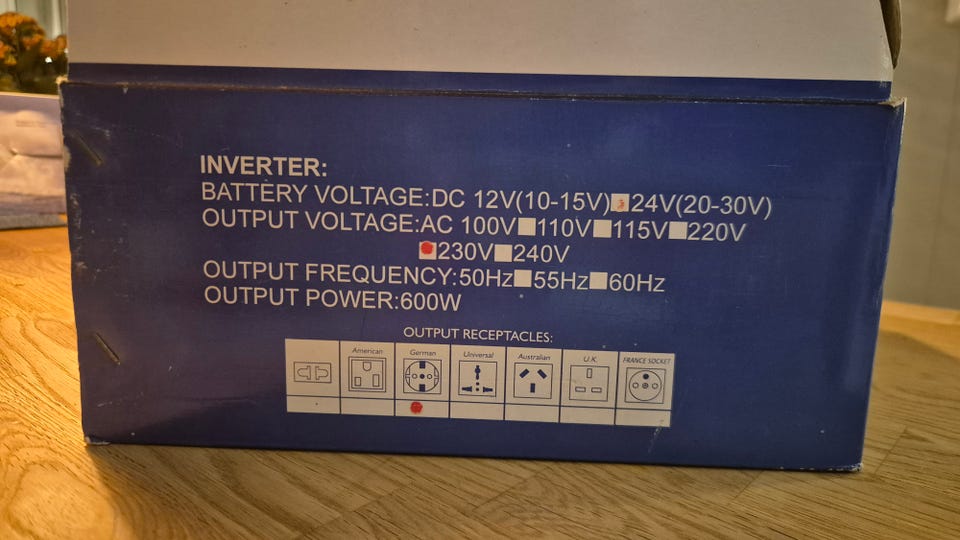 INVERTER:
BATTERY VOLTAGE:DC 12V(10-15V) 24V(20-30V)
OUTPUT VOLTAGE:AC 100V 110V 115V 220V
230V 240V
OUTPUT FREQUENCY:50Hz 55Hz 60Hz
OUTPUT POWER:600W
OUTPUT RECEPTACLES:
American German Universal Australian U.K. FRANCE SOCKET